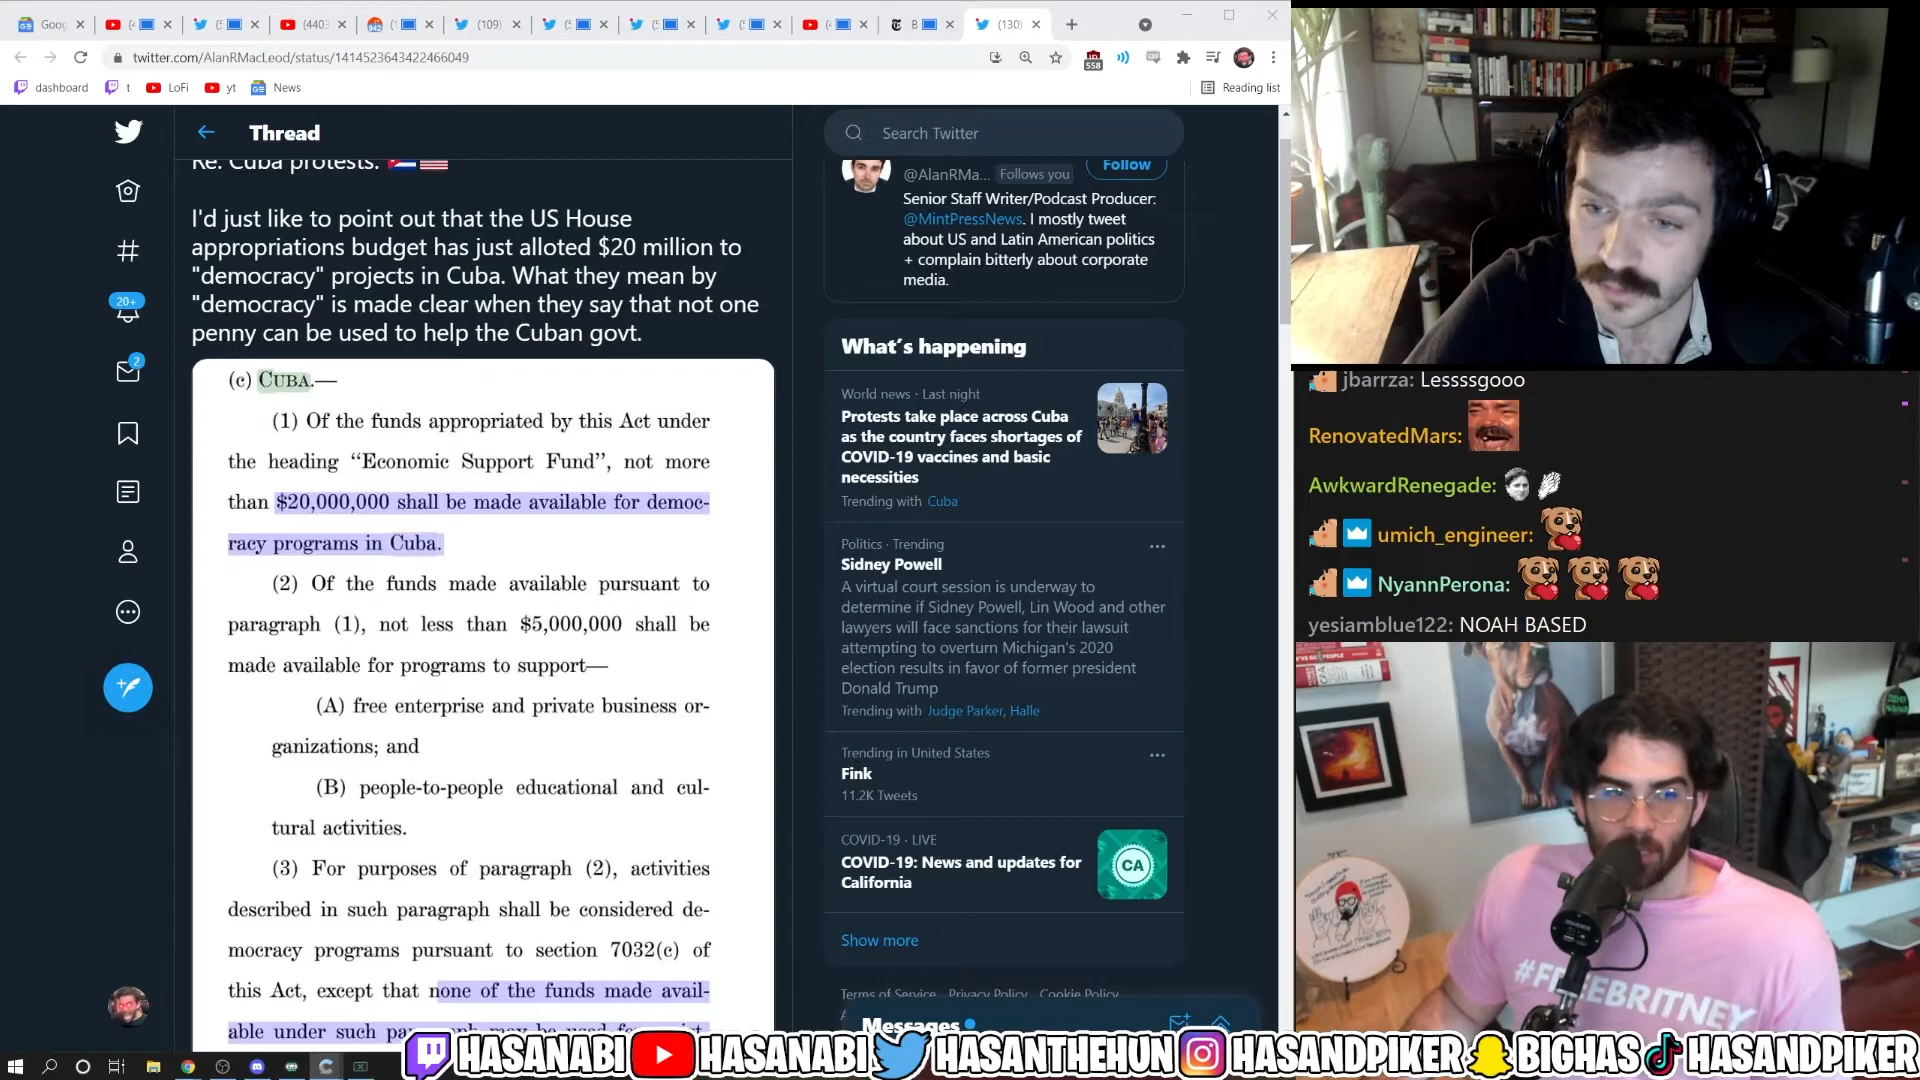 Goog
(4403
(109)
(130)
twitter.com/AlanRMacLeod/status/1414523643422466049
558
dashboard
t
LoFi
yt
News
Reading list
Thread
Search Twitter
Re: Cuba protests.
I'd just like to point out that the US House
appropriations budget has just alloted $20 million to
"democracy" projects in Cuba. What they mean by
"democracy" is made clear when they say that not one
penny can be used to help the Cuban govt.
(c) CUBA.—
(1) Of the funds appropriated by this Act under
the heading “Economic Support Fund”, not more
than $20,000,000 shall be made available for democ-
racy programs in Cuba.
(2) Of the funds made available pursuant to
paragraph (1), not less than $5,000,000 shall be
made available for programs to support—
(A) free enterprise and private business or-
ganizations; and
(B) people-to-people educational and cul-
tural activities.
(3) For purposes of paragraph (2), activities
described in such paragraph shall be considered de-
mocracy programs pursuant to section 7032(c) of
this Act, except that none of the funds made avail-
able under such paragraph may be used for
20+
2
@AlanRMa...
Follows you
Follow
Senior Staff Writer/Podcast Producer:
@MintPressNews. I mostly tweet
about US and Latin American politics
+ complain bitterly about corporate
media.
What's happening
World news · Last night
Protests take place across Cuba
as the country faces shortages of
COVID-19 vaccines and basic
necessities
Trending with Cuba
Politics · Trending
Sidney Powell
A virtual court session is underway to
determine if Sidney Powell, Lin Wood and other
lawyers will face sanctions for their lawsuit
attempting to overturn Michigan's 2020
election results in favor of former president
Donald Trump
Trending with Judge Parker, Halle
Trending in United States
Fink
11.2K Tweets
COVID-19 · LIVE
COVID-19: News and updates for
California
CA
Show more
Terms of Service Privacy Policy Cookie Policy
Messages
jbarrza: Lessssgooo
RenovatedMars:
AwkwardRenegade:
umich_engineer:
NyannPerona:
yesiamblue122: NOAH BASED
#FREEBRITNEY
HASANABI
HASANABI
HASANTHEHUN
HASANDPIKER
BIGHAS
HASANDPIKER